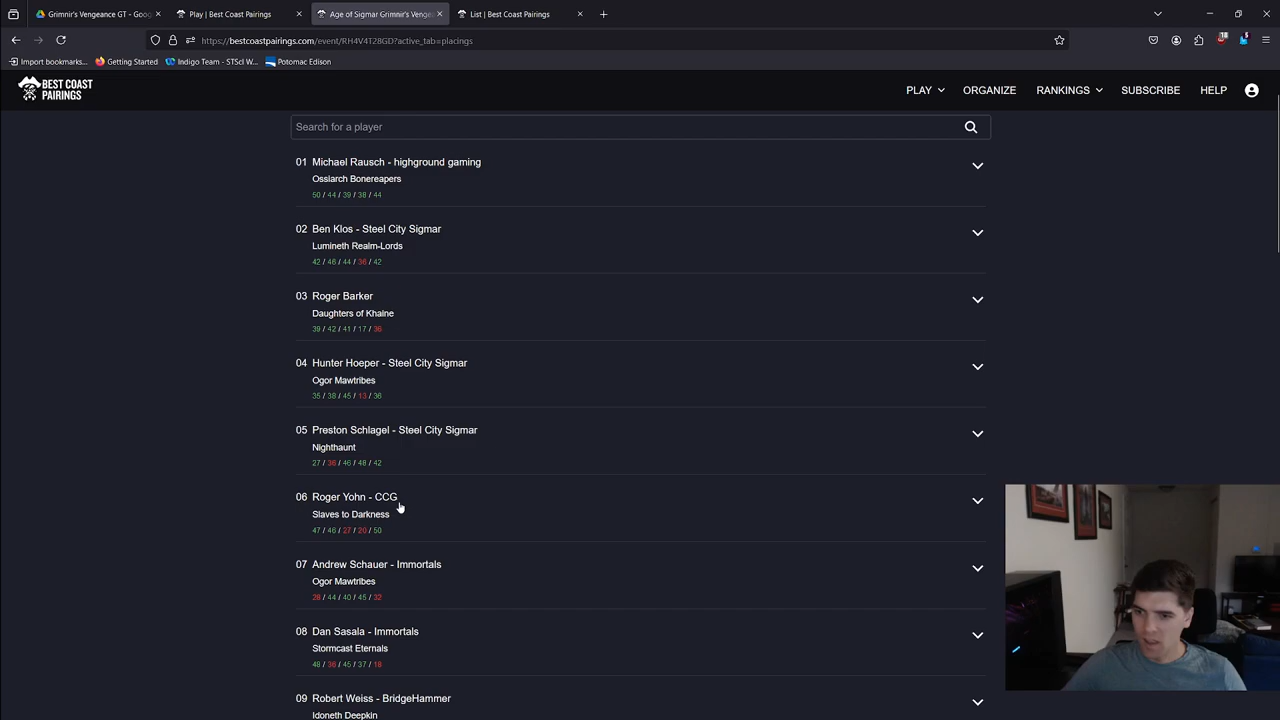 Grimnir's Vengeance GT - Goog
Play | Best Coast Pairings
Age of Sigmar Grimnir's Venge
List | Best Coast Pairings
https://bestcoastpairings.com/event/RH4V4T28GD?active_tab=placings
18
5
Import bookmarks...
Getting Started
Indigo Team - STScI W...
Potomac Edison
BEST COAST
PAIRINGS
PLAY
ORGANIZE
RANKINGS
SUBSCRIBE
HELP
Search for a player
01 Michael Rausch - highground gaming
Ossiarch Bonereapers
50 / 44 / 39 / 38 / 44
02 Ben Klos - Steel City Sigmar
Lumineth Realm-Lords
42 / 46 / 44 / 36 / 42
03 Roger Barker
Daughters of Khaine
39 / 42 / 41 / 17 / 36
04 Hunter Hoeper - Steel City Sigmar
Ogor Mawtribes
35 / 38 / 45 / 13 / 36
05 Preston Schlagel - Steel City Sigmar
Nighthaunt
27 / 36 / 46 / 48 / 42
06 Roger Yohn - CCG
Slaves to Darkness
47 / 46 / 27 / 20 / 50
07 Andrew Schauer - Immortals
Ogor Mawtribes
28 / 44 / 40 / 45 / 32
08 Dan Sasala - Immortals
Stormcast Eternals
48 / 36 / 45 / 37 / 18
09 Robert Weiss - BridgeHammer
Idoneth Deepkin